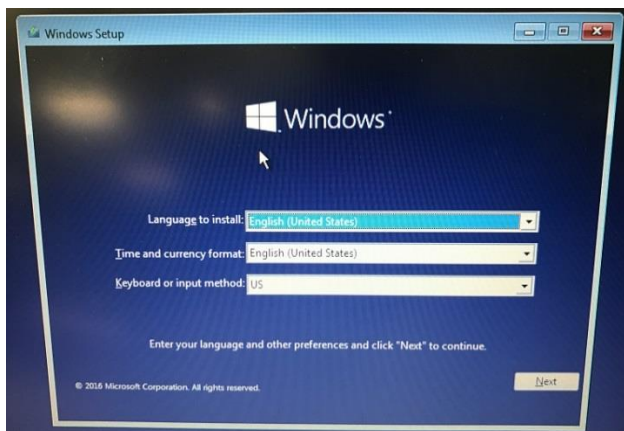 Windows Setup
Windows
Language to install: English (United States)
Time and currency format: English (United States)
Keyboard or input method: US
Enter your language and other preferences and click "Next" to continue.
© 2016 Microsoft Corporation. All rights reserved.
Next